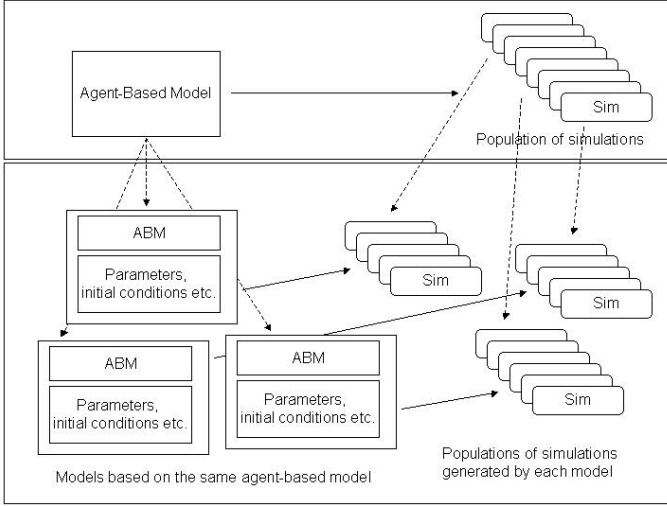 Agent-Based Model
Sim
Population of simulations
ABM
Parameters,
initial conditions etc.
Sim
Sim
ABM
Parameters,
initial conditions etc.
ABM
Parameters,
initial conditions etc.
Sim
Models based on the same agent-based model
Populations of simulations
generated by each model